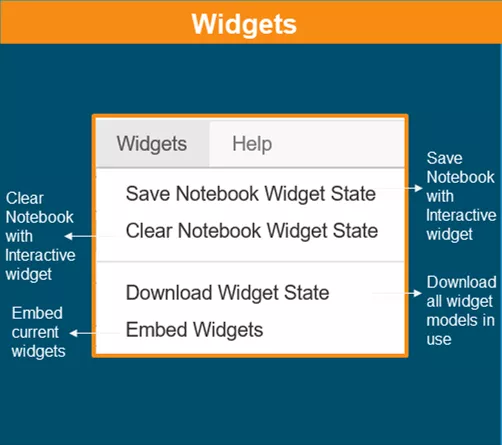 Widgets
Widgets Help
Save Notebook Widget State
Clear Notebook Widget State
Download Widget State
Embed Widgets
Clear
Notebook
with
Interactive
widget
Embed
current
widgets
Save
Notebook
with
Interactive
widget
Download
all widget
models in
use